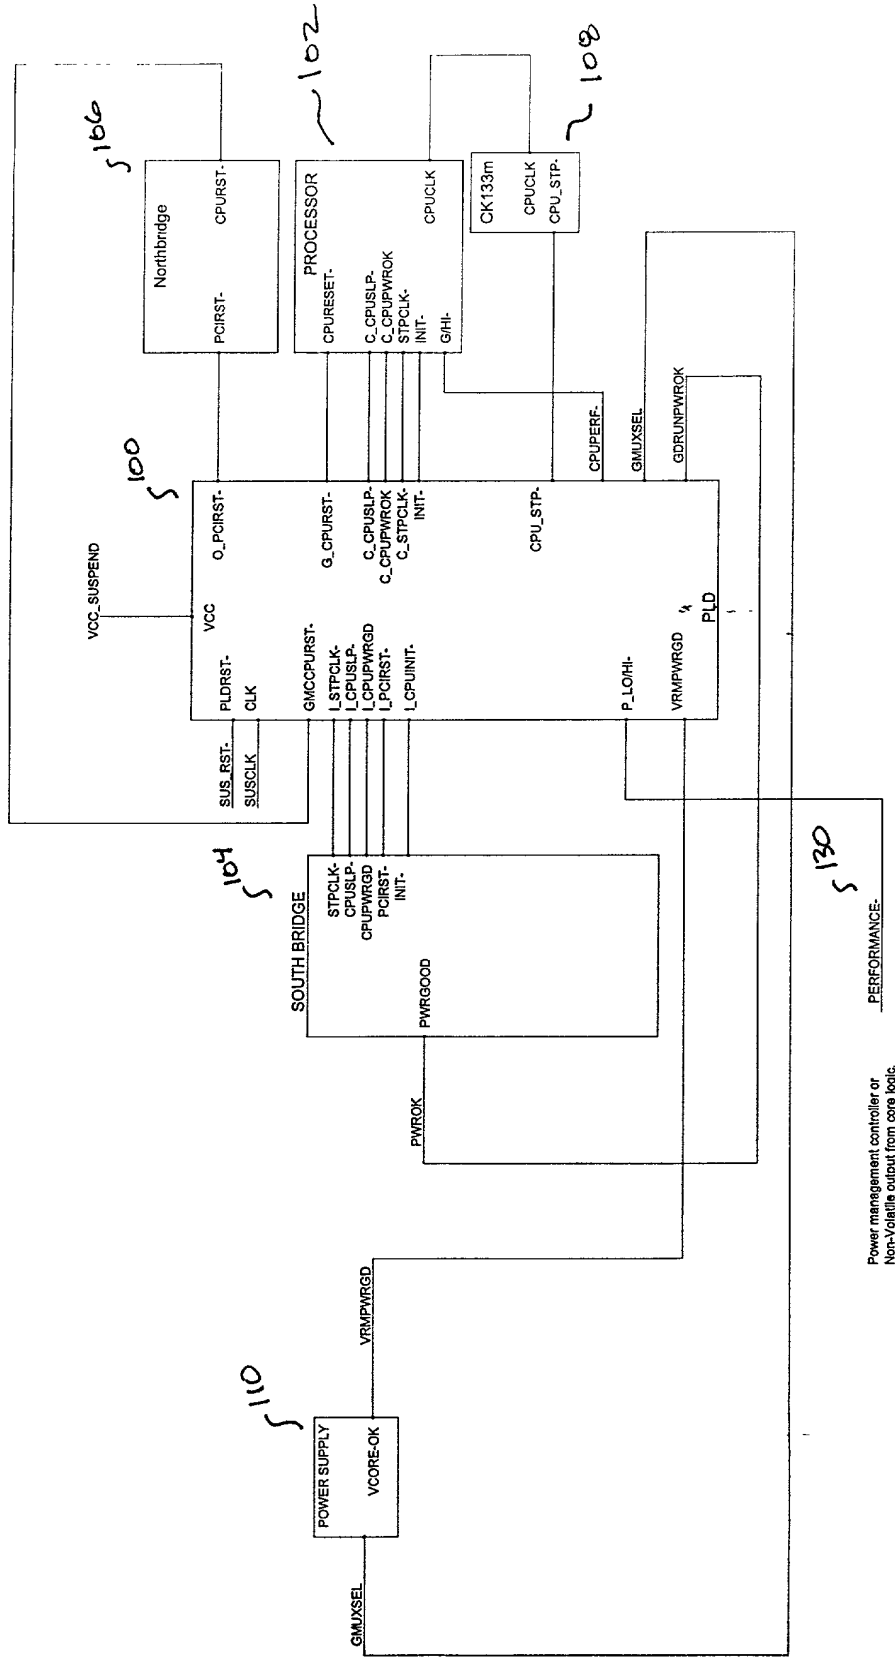 106
Northbridge
PCIRST-
CPURST-
102
PROCESSOR
CPURESET-
C_CPUSLP-
C_CPUPWROK
STPCLK-
INIT-
G/HI-
CPUCLK
108
CK133m
CPUCLK
CPU_STP-
100
VCC_SUSPEND
VCC
PLDRST-
CLK
SUS_RST-
SUSCLK
GMCCPURST-
I_STPCLK-
I_CPUSLP-
I_CPUPWRGD
I_PCIRST-
I_CPUINIT-
P_LO/HI-
VRMPWRGD
PLD
O_PCIRST-
G_CPURST-
C_CPUSLP-
C_CPUPWROK
C_STPCLK-
INIT-
CPU_STP-
CPUPERF-
GMUXSEL
GDRUNPWROK
104
SOUTH BRIDGE
STPCLK-
CPUSLP-
CPUPWRGD
PCIRST-
INIT-
PWRGOOD
PWROK
110
POWER SUPPLY
VCORE-OK
VRMPWRGD
GMUXSEL
130
PERFORMANCE-
Power management controller or
Non-Volatile output from core logic.